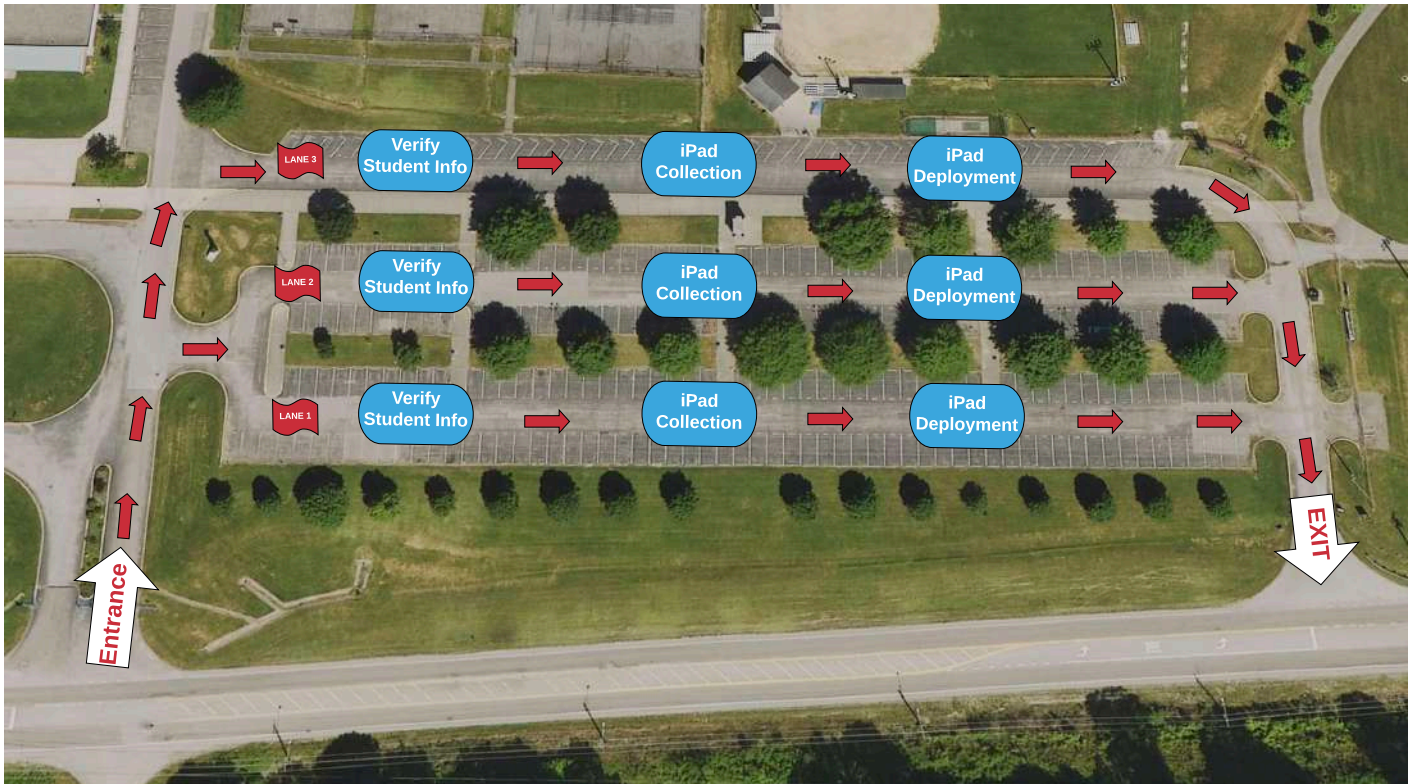 LANE 3
Verify
Student Info
iPad
Collection
iPad
Deployment
LANE 2
Verify
Student Info
iPad
Collection
iPad
Deployment
LANE 1
Verify
Student Info
iPad
Collection
iPad
Deployment
Entrance
EXIT